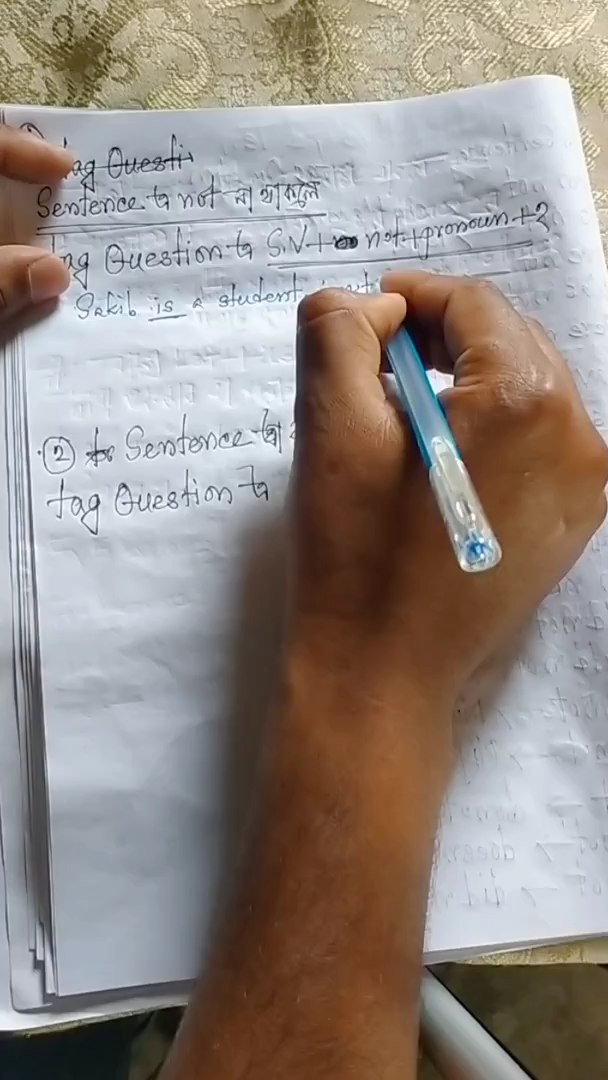 tag Questi
Sentence এ not না থাকলে
tag Question এ S.V + not + pronoun + ?
Sakib is a student,
② Sentence এ
tag Question এ